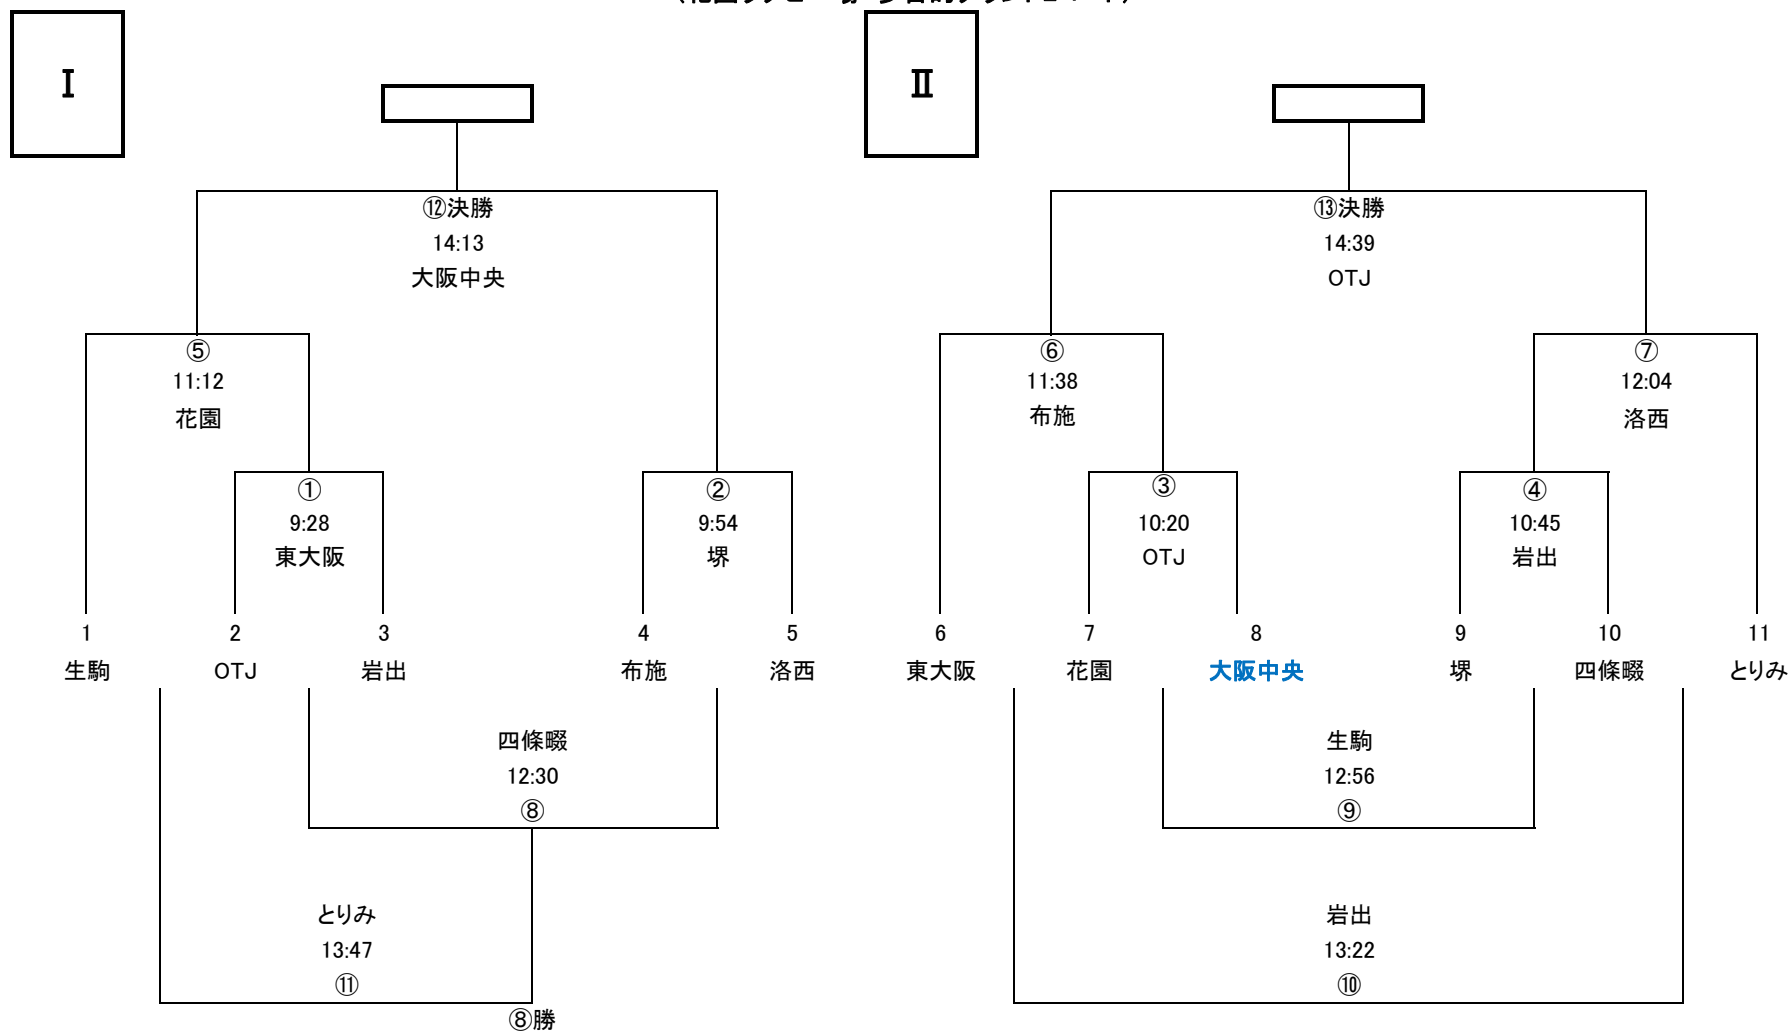 Ⅰ
⑫決勝
14:13
大阪中央
⑤
11:12
花園
①
9:28
東大阪
②
9:54
堺
1 2 3 4 5
生駒 OTJ 岩出 布施 洛西
四條畷
12:30
⑧
とりみ
13:47
⑪
⑧勝
Ⅱ
⑬決勝
14:39
OTJ
⑥
11:38
布施
⑦
12:04
洛西
③
10:20
OTJ
④
10:45
岩出
6 7 8 9 10 11
東大阪 花園 大阪中央 堺 四條畷 とりみ
生駒
12:56
⑨
岩出
13:22
⑩